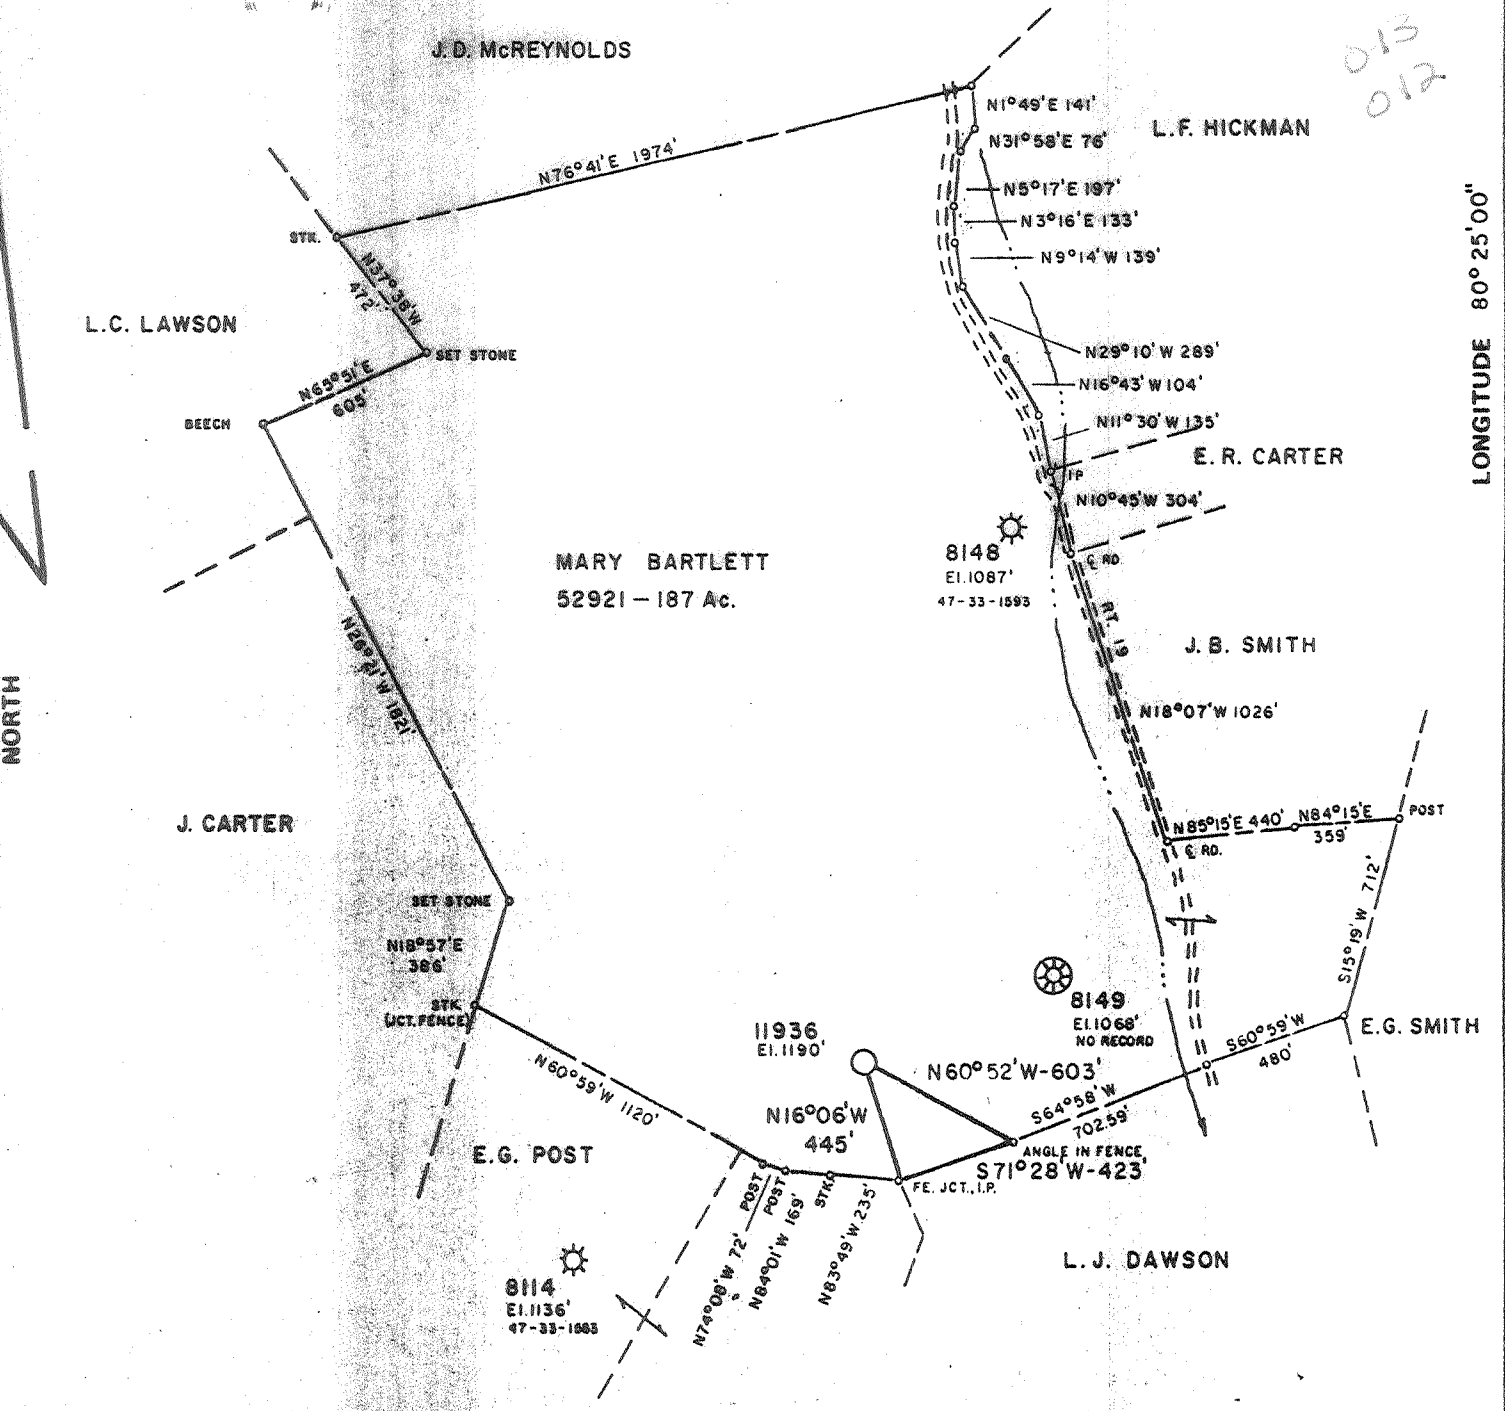 013
012
J.D. McREYNOLDS
N1°49'E 141'
L.F. HICKMAN
N31°58'E 76'
N76°41'E 1974'
N5°17'E 197'
N3°16'E 133'
STK.
N9°14'W 139'
N37°38'W
472'
LONGITUDE 80°25'00"
L.C. LAWSON
SET STONE
N29°10'W 289'
N65°51'E
605'
N16°43'W 104'
BEECH
N11°30'W 135'
E.R. CARTER
I.P.
N10°45'W 304'
8148
El.1087'
47-33-1593
MARY BARTLETT
52921 — 187 Ac.
℄ RD.
RT. 19
J.B. SMITH
N28°21'W 1821'
NORTH
N18°07'W 1026'
J. CARTER
N85°15'E 440'
N84°15'E
359'
POST
℄ RD.
S15°19'W 712'
SET STONE
N18°57'E
386'
STK.
(JCT.FENCE)
8149
El.1068'
NO RECORD
E.G. SMITH
11936
El.1190'
S60°59'W
480'
N60°59'W 1120'
N60°52'W-603'
S64°58'W
702.59'
N16°06'W
445'
ANGLE IN FENCE
S71°28'W-423'
E.G. POST
POST
POST
STK.
FE. JCT., I.P.
N74°08'W 72'
N84°01'W 169'
N83°49'W 235'
L.J. DAWSON
8114
El.1136'